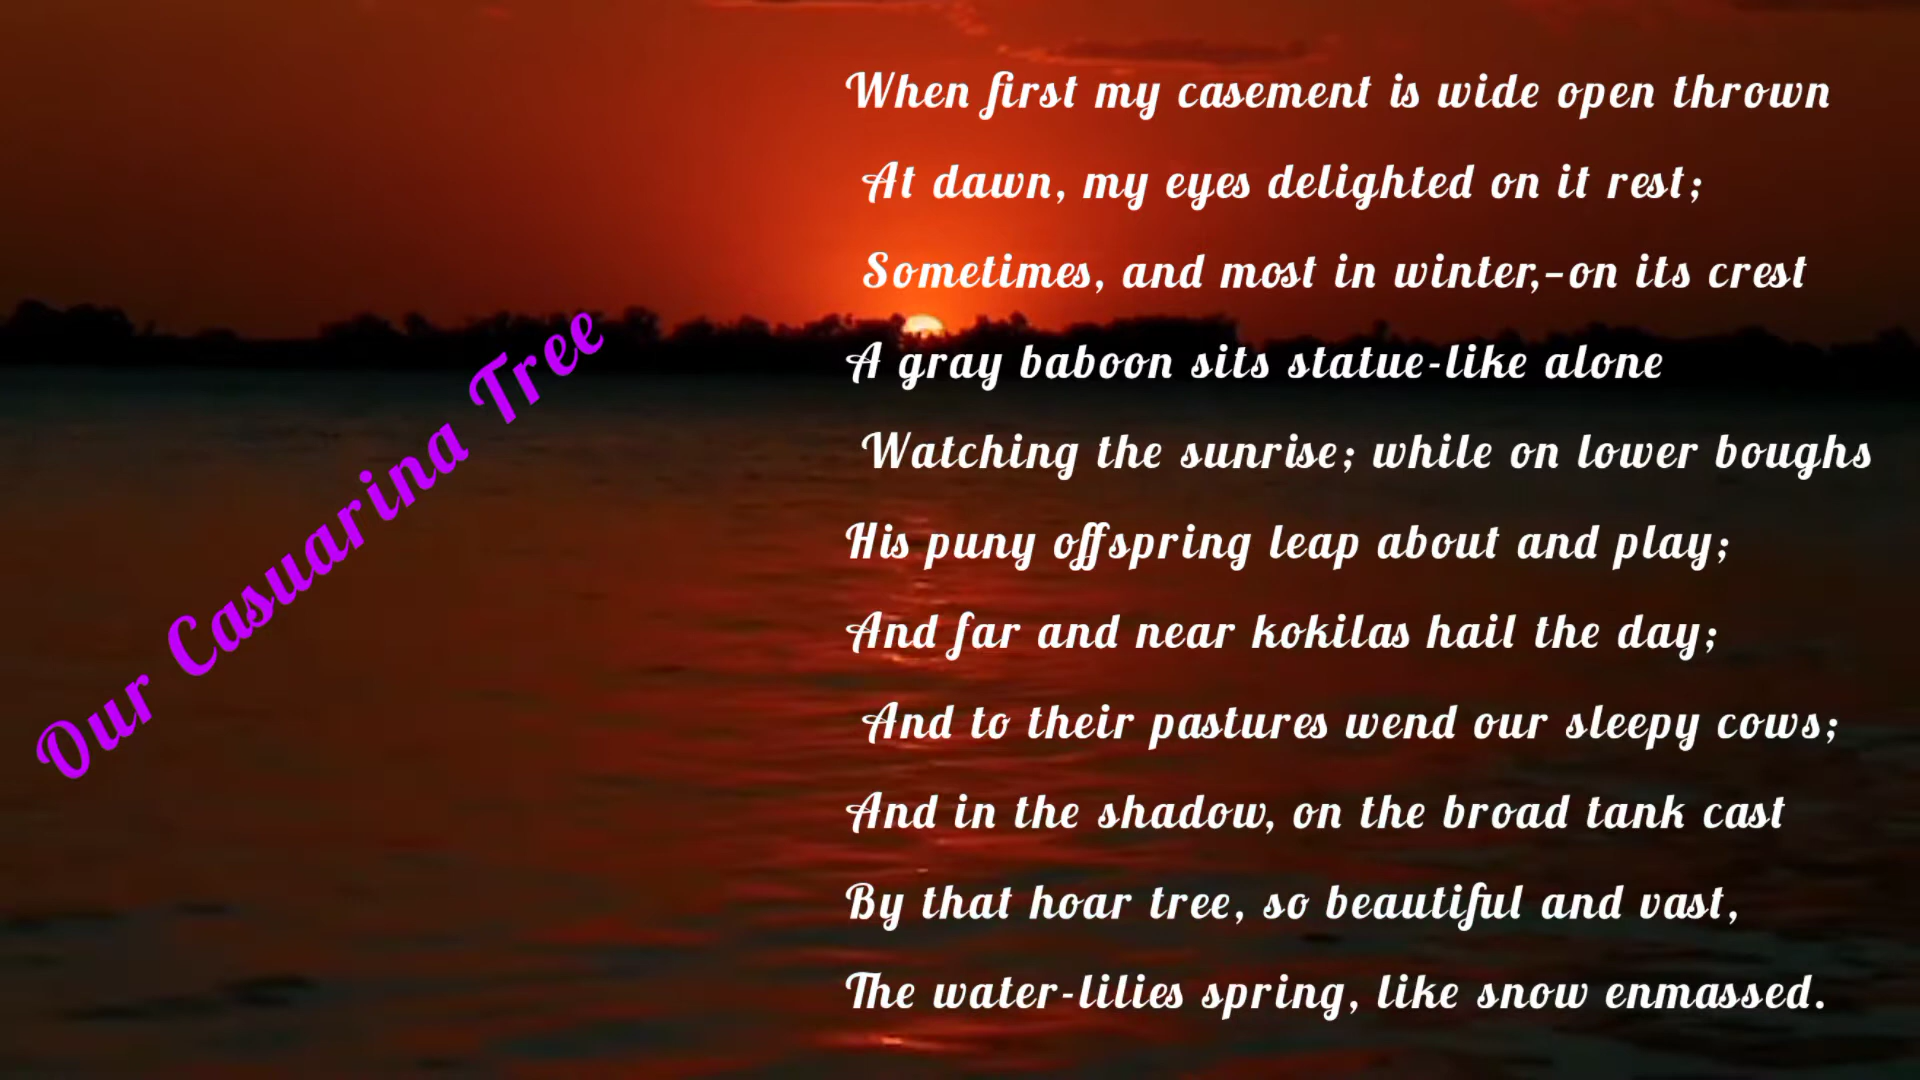 Our Casuarina Tree
When first my casement is wide open thrown
At dawn, my eyes delighted on it rest;
Sometimes, and most in winter,–on its crest
A gray baboon sits statue-like alone
Watching the sunrise; while on lower boughs
His puny offspring leap about and play;
And far and near kokilas hail the day;
And to their pastures wend our sleepy cows;
And in the shadow, on the broad tank cast
By that hoar tree, so beautiful and vast,
The water-lilies spring, like snow enmassed.